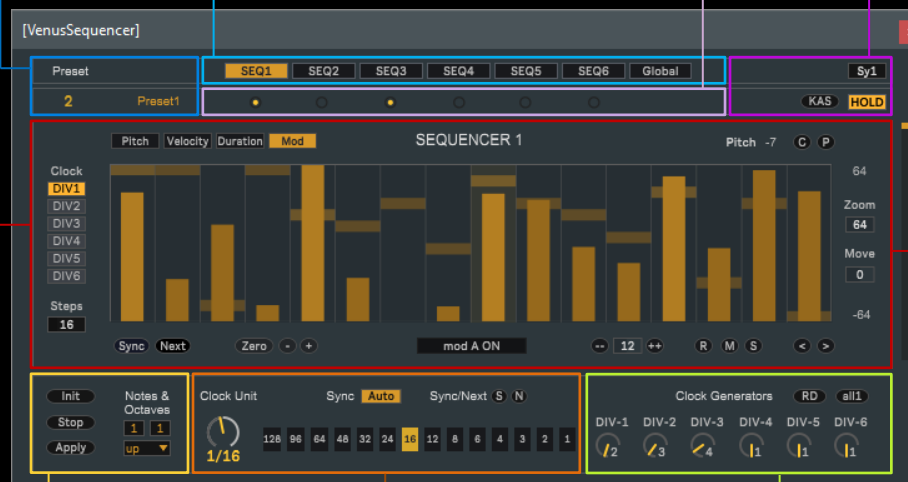 [VenusSequencer]
Preset SEQ1 SEQ2 SEQ3 SEQ4 SEQ5 SEQ6 Global Sy1
2 Preset1 KAS HOLD
Pitch Velocity Duration Mod SEQUENCER 1 Pitch -7 C P
Clock 64
DIV1
DIV2 Zoom
DIV3 64
DIV4
DIV5 Move
DIV6 0
Steps -64
16
Sync Next Zero - + mod A ON -- 12 ++ R M S < >
Init Notes & Clock Unit Sync Auto Sync/Next S N Clock Generators RD all1
Octaves
Stop 1 1 DIV-1 DIV-2 DIV-3 DIV-4 DIV-5 DIV-6
128 96 64 48 32 24 16 12 8 6 4 3 2 1
Apply up 1/16 2 3 4 1 1 1